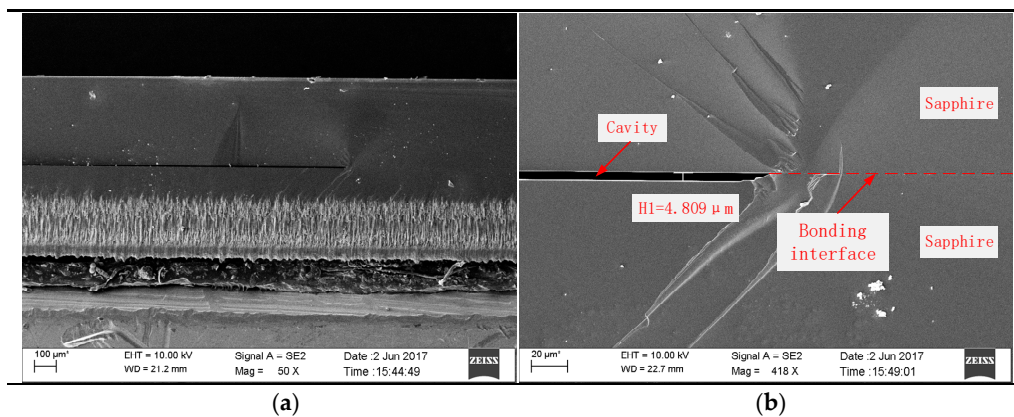 Cavity
Sapphire
H1=4.809μm
Bonding
interface
Sapphire
100 μm*
EHT = 10.00 kV
Signal A = SE2
Date :2 Jun 2017
ZEISS
WD = 21.2 mm
Mag = 50 X
Time :15:44:49
20 μm*
EHT = 10.00 kV
Signal A = SE2
Date :2 Jun 2017
ZEISS
WD = 22.7 mm
Mag = 418 X
Time :15:49:01
(a)
(b)